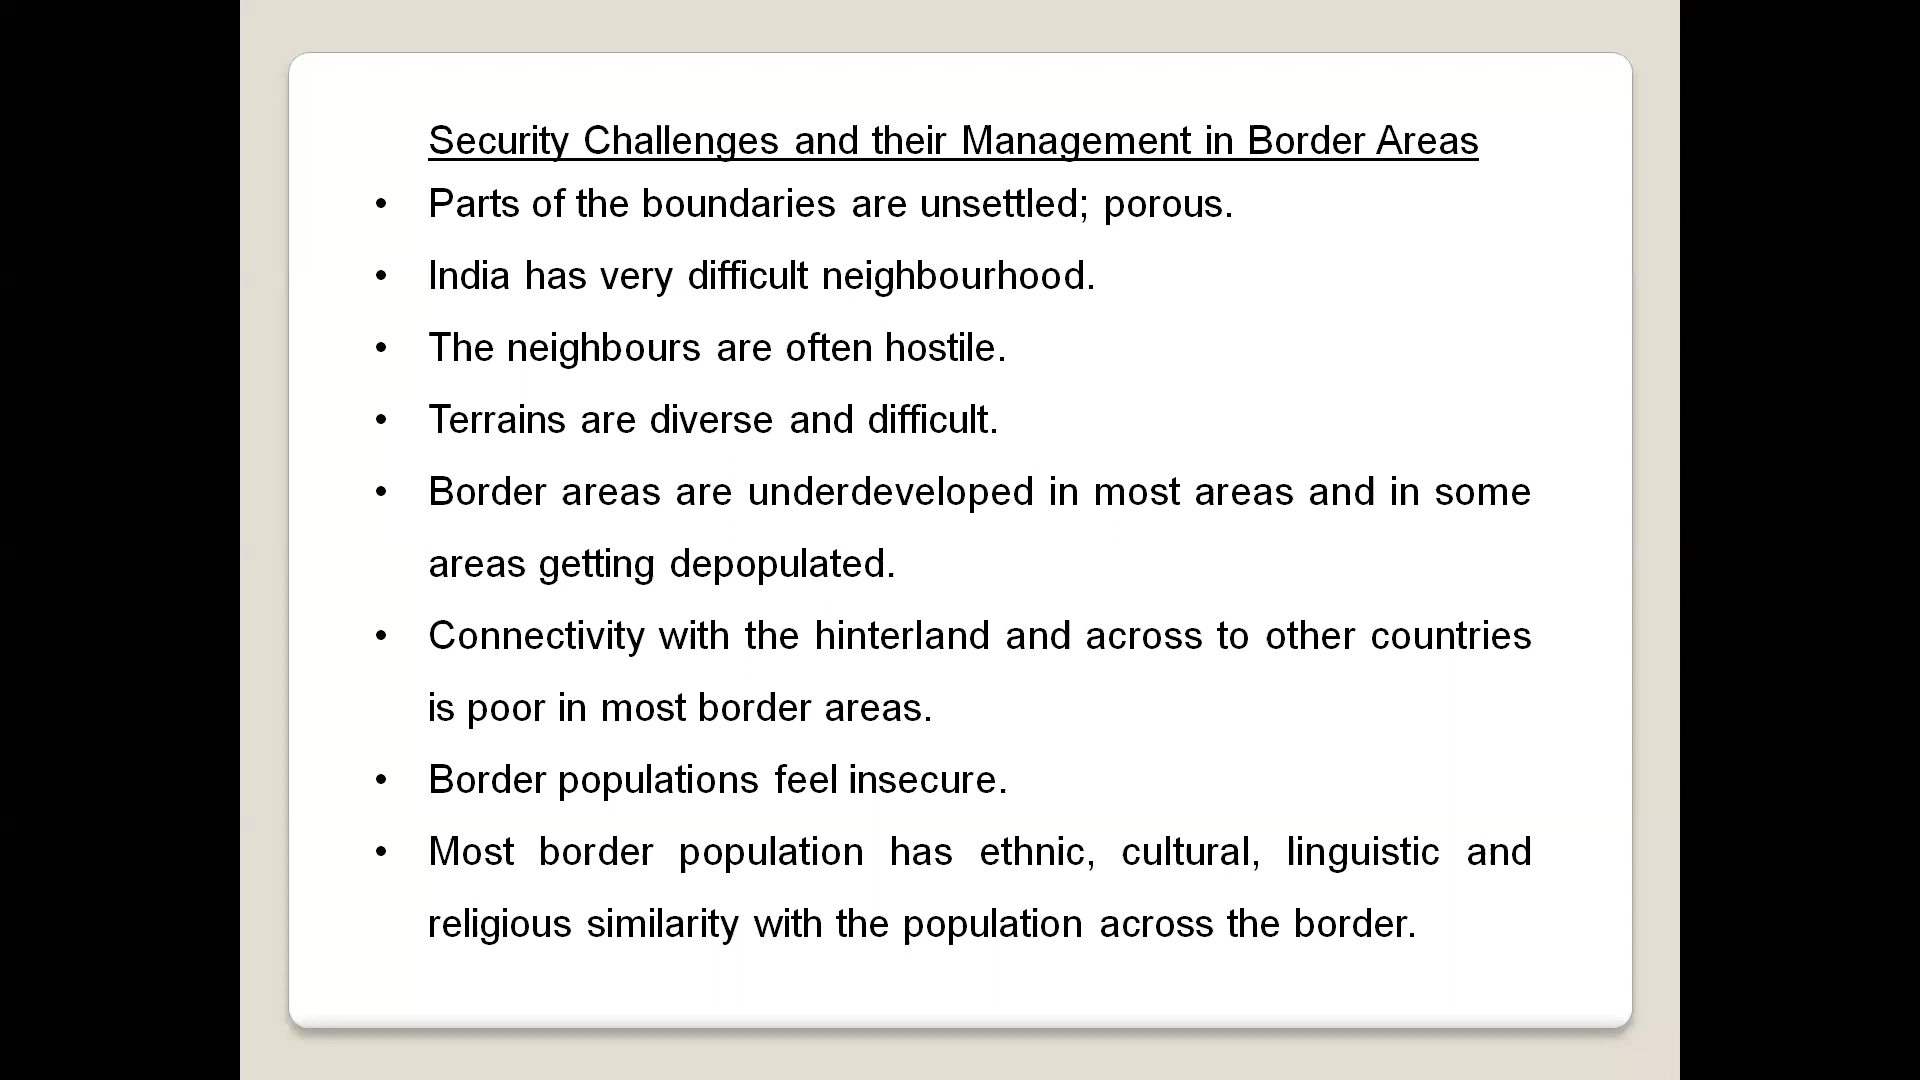 Security Challenges and their Management in Border Areas
• Parts of the boundaries are unsettled; porous.
• India has very difficult neighbourhood.
• The neighbours are often hostile.
• Terrains are diverse and difficult.
• Border areas are underdeveloped in most areas and in some
areas getting depopulated.
• Connectivity with the hinterland and across to other countries
is poor in most border areas.
• Border populations feel insecure.
• Most border population has ethnic, cultural, linguistic and
religious similarity with the population across the border.